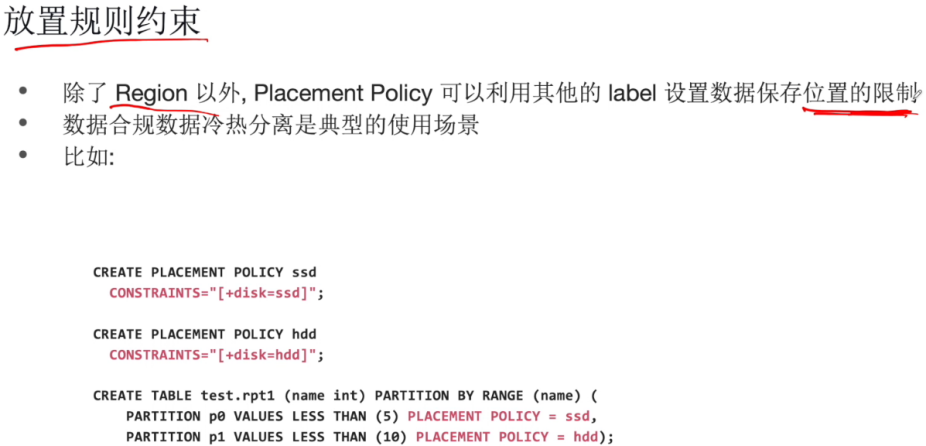 放置规则约束
• 除了 Region 以外, Placement Policy 可以利用其他的 label 设置数据保存位置的限制
• 数据合规数据冷热分离是典型的使用场景
• 比如:
CREATE PLACEMENT POLICY ssd
CONSTRAINTS="[+disk=ssd]";
CREATE PLACEMENT POLICY hdd
CONSTRAINTS="[+disk=hdd]";
CREATE TABLE test.rpt1 (name int) PARTITION BY RANGE (name) (
PARTITION p0 VALUES LESS THAN (5) PLACEMENT POLICY = ssd,
PARTITION p1 VALUES LESS THAN (10) PLACEMENT POLICY = hdd);